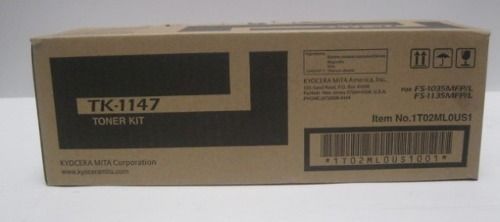 TK-1147
TONER KIT
KYOCERA MITA Corporation
www.kyoceramita.com
KYOCERA MITA America, Inc.
FOR FS-1035MFP/L
FS-1135MFP/L
Item No.1T02ML0US1
*1T02ML0US1001*